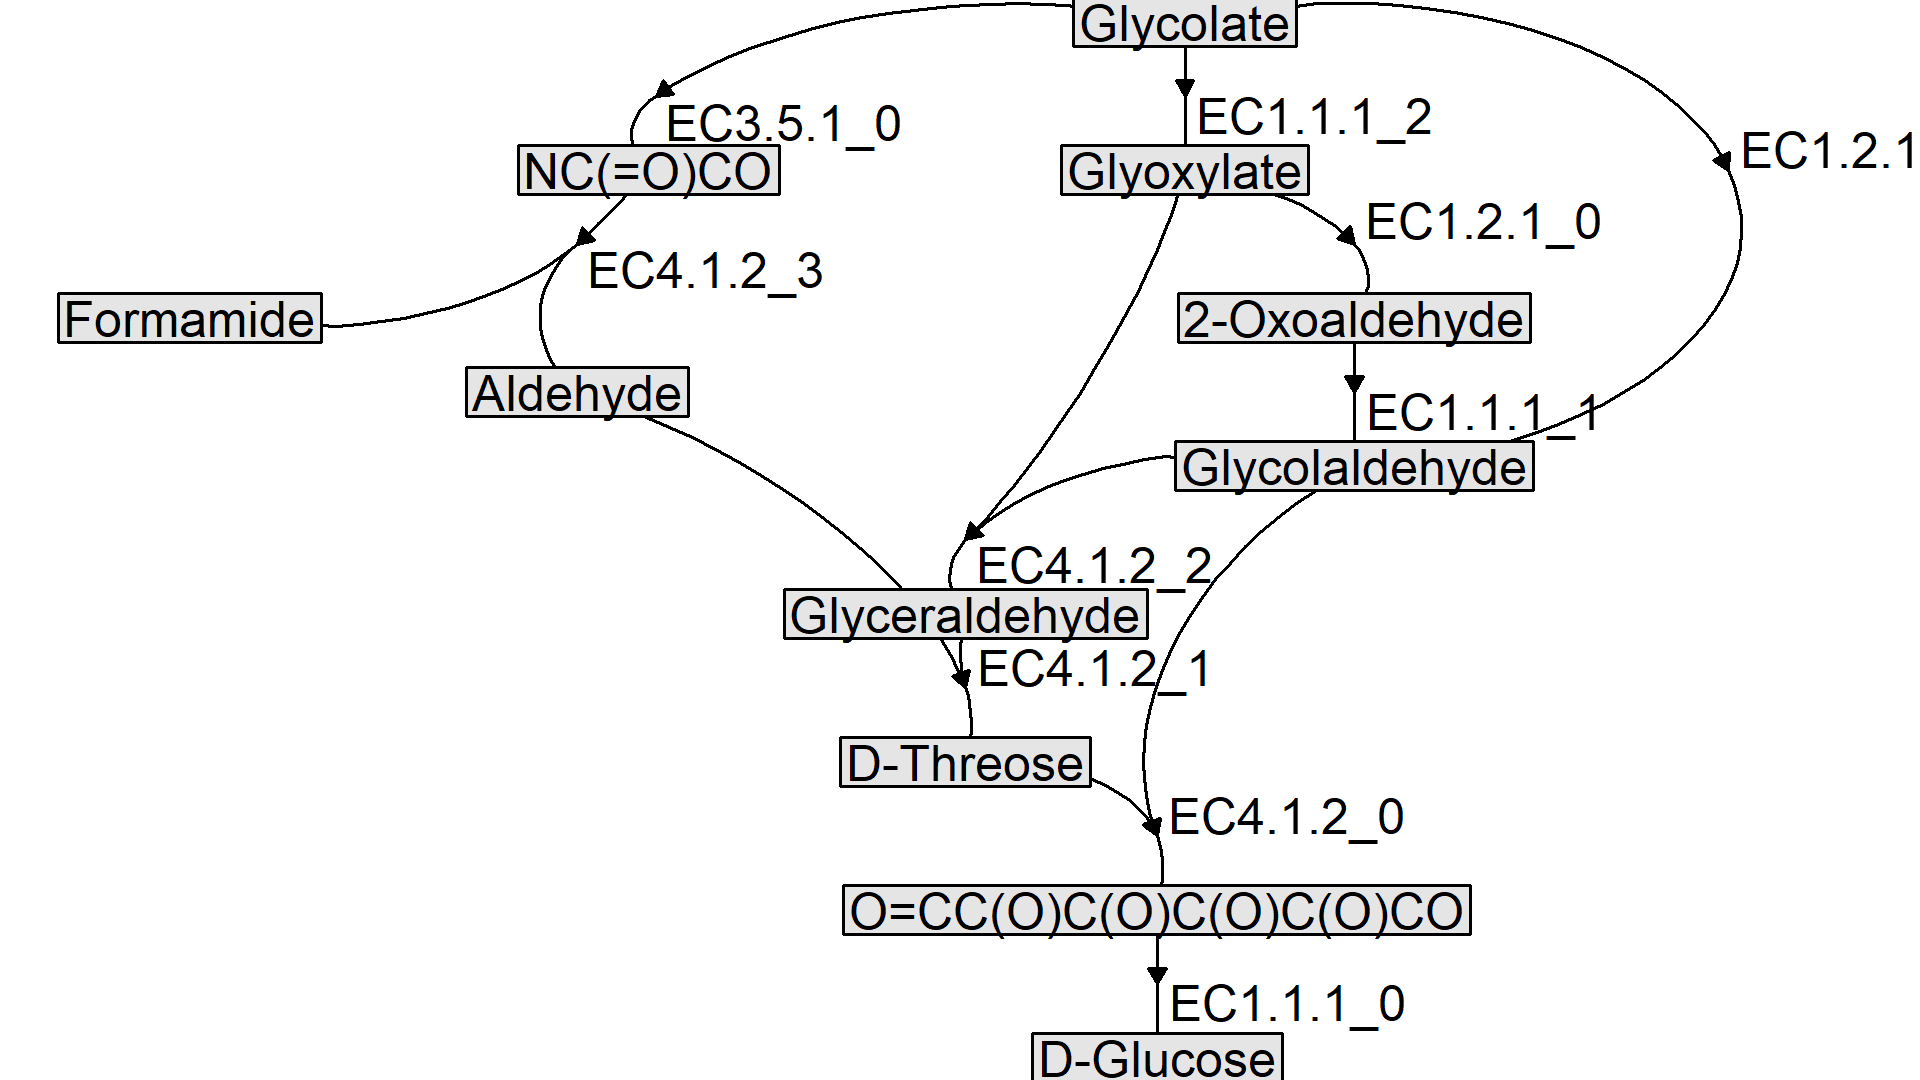 Glycolate
EC3.5.1_0
EC1.1.1_2
EC1.2.1
NC(=O)CO
Glyoxylate
EC1.2.1_0
EC4.1.2_3
Formamide
2-Oxoaldehyde
Aldehyde
EC1.1.1_1
Glycolaldehyde
EC4.1.2_2
Glyceraldehyde
EC4.1.2_1
D-Threose
EC4.1.2_0
O=CC(O)C(O)C(O)C(O)CO
EC1.1.1_0
D-Glucose